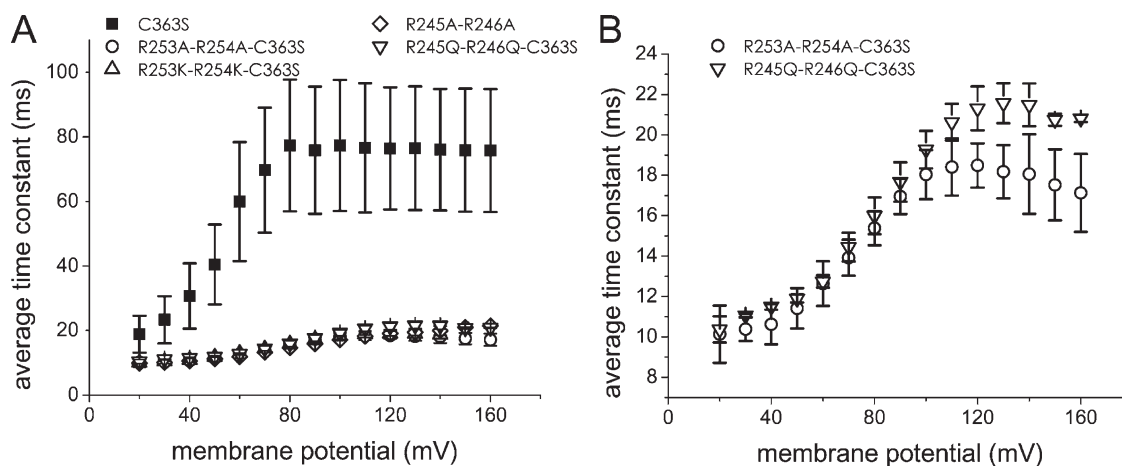 A
C363S
R253A-R254A-C363S
R253K-R254K-C363S
R245A-R246A
R245Q-R246Q-C363S
average time constant (ms)
100
80
60
40
20
0
0 40 80 120 160
membrane potential (mV)
B
R253A-R254A-C363S
R245Q-R246Q-C363S
average time constant (ms)
24
22
20
18
16
14
12
10
8
0 40 80 120 160
membrane potential (mV)